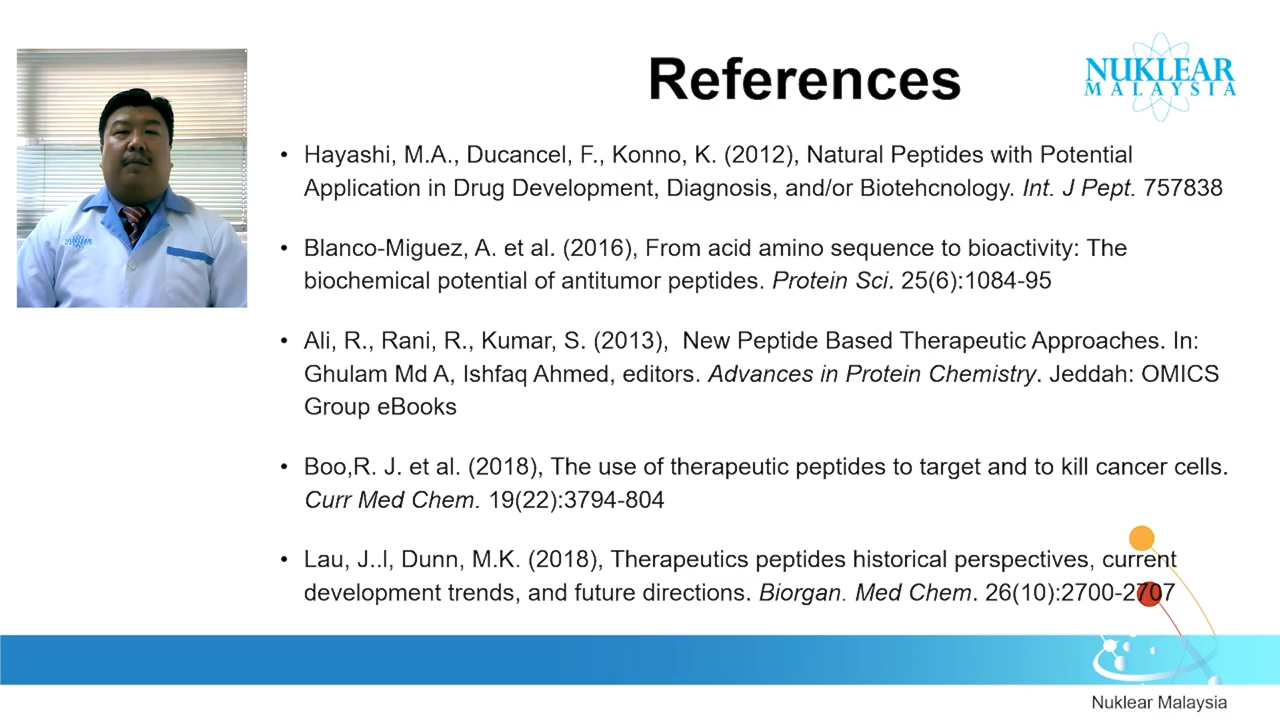 References
NUKLEAR
MALAYSIA
• Hayashi, M.A., Ducancel, F., Konno, K. (2012), Natural Peptides with Potential
Application in Drug Development, Diagnosis, and/or Biotehcnology. Int. J Pept. 757838
• Blanco-Miguez, A. et al. (2016), From acid amino sequence to bioactivity: The
biochemical potential of antitumor peptides. Protein Sci. 25(6):1084-95
• Ali, R., Rani, R., Kumar, S. (2013),  New Peptide Based Therapeutic Approaches. In:
Ghulam Md A, Ishfaq Ahmed, editors. Advances in Protein Chemistry. Jeddah: OMICS
Group eBooks
• Boo,R. J. et al. (2018), The use of therapeutic peptides to target and to kill cancer cells.
Curr Med Chem. 19(22):3794-804
• Lau, J..l, Dunn, M.K. (2018), Therapeutics peptides historical perspectives, current
development trends, and future directions. Biorgan. Med Chem. 26(10):2700-2707
Nuklear Malaysia